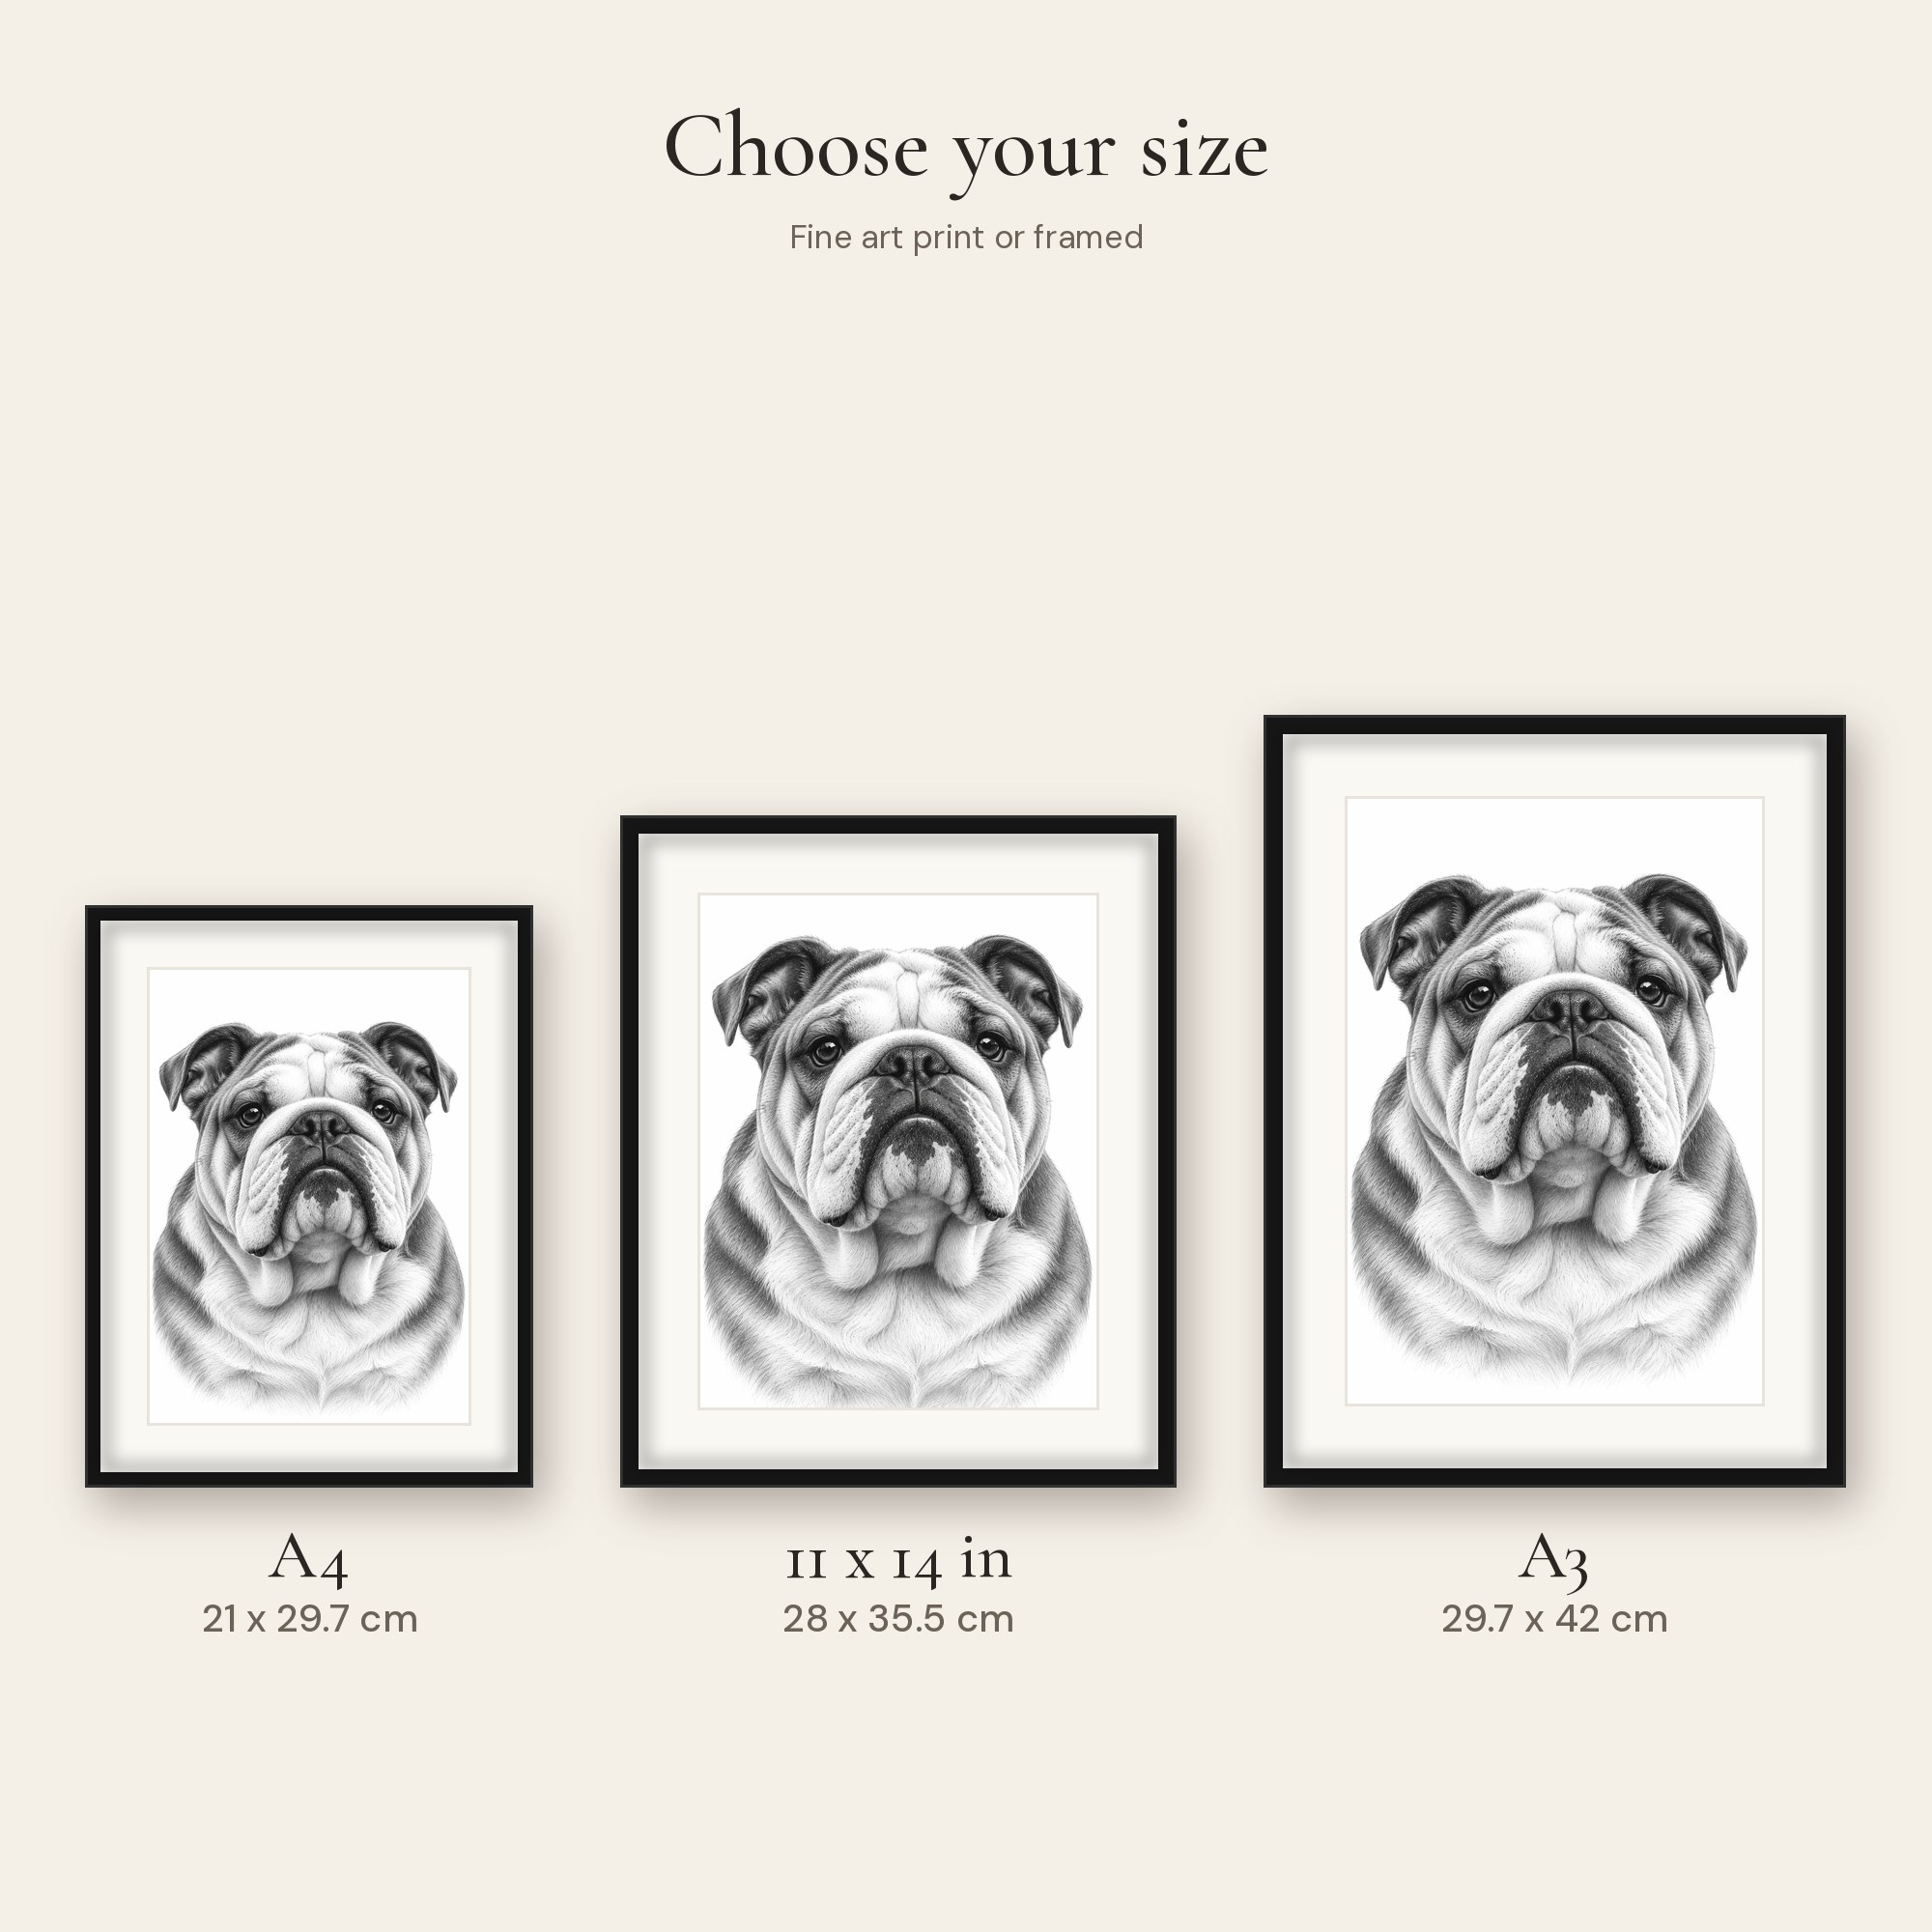 Choose your size
Fine art print or framed
A4
21 x 29.7 cm
11 x 14 in
28 x 35.5 cm
A3
29.7 x 42 cm